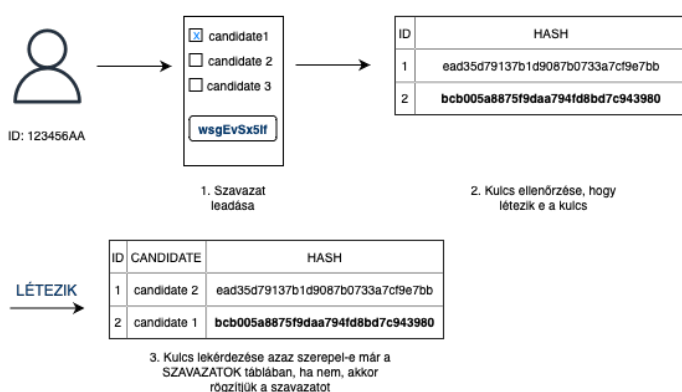 ID: 123456AA
x candidate1
candidate 2
candidate 3
wsgEvSx5If
1. Szavazat
leadása
ID HASH
1 ead35d79137b1d9087b0733a7cf9e7bb
2 bcb005a8875f9daa794fd8bd7c943980
2. Kulcs ellenőrzése, hogy
létezik e a kulcs
LÉTEZIK
ID CANDIDATE HASH
1 candidate 2 ead35d79137b1d9087b0733a7cf9e7bb
2 candidate 1 bcb005a8875f9daa794fd8bd7c943980
3. Kulcs lekérdezése azaz szerepel-e már a
SZAVAZATOK táblában, ha nem, akkor
rögzítjük a szavazatot